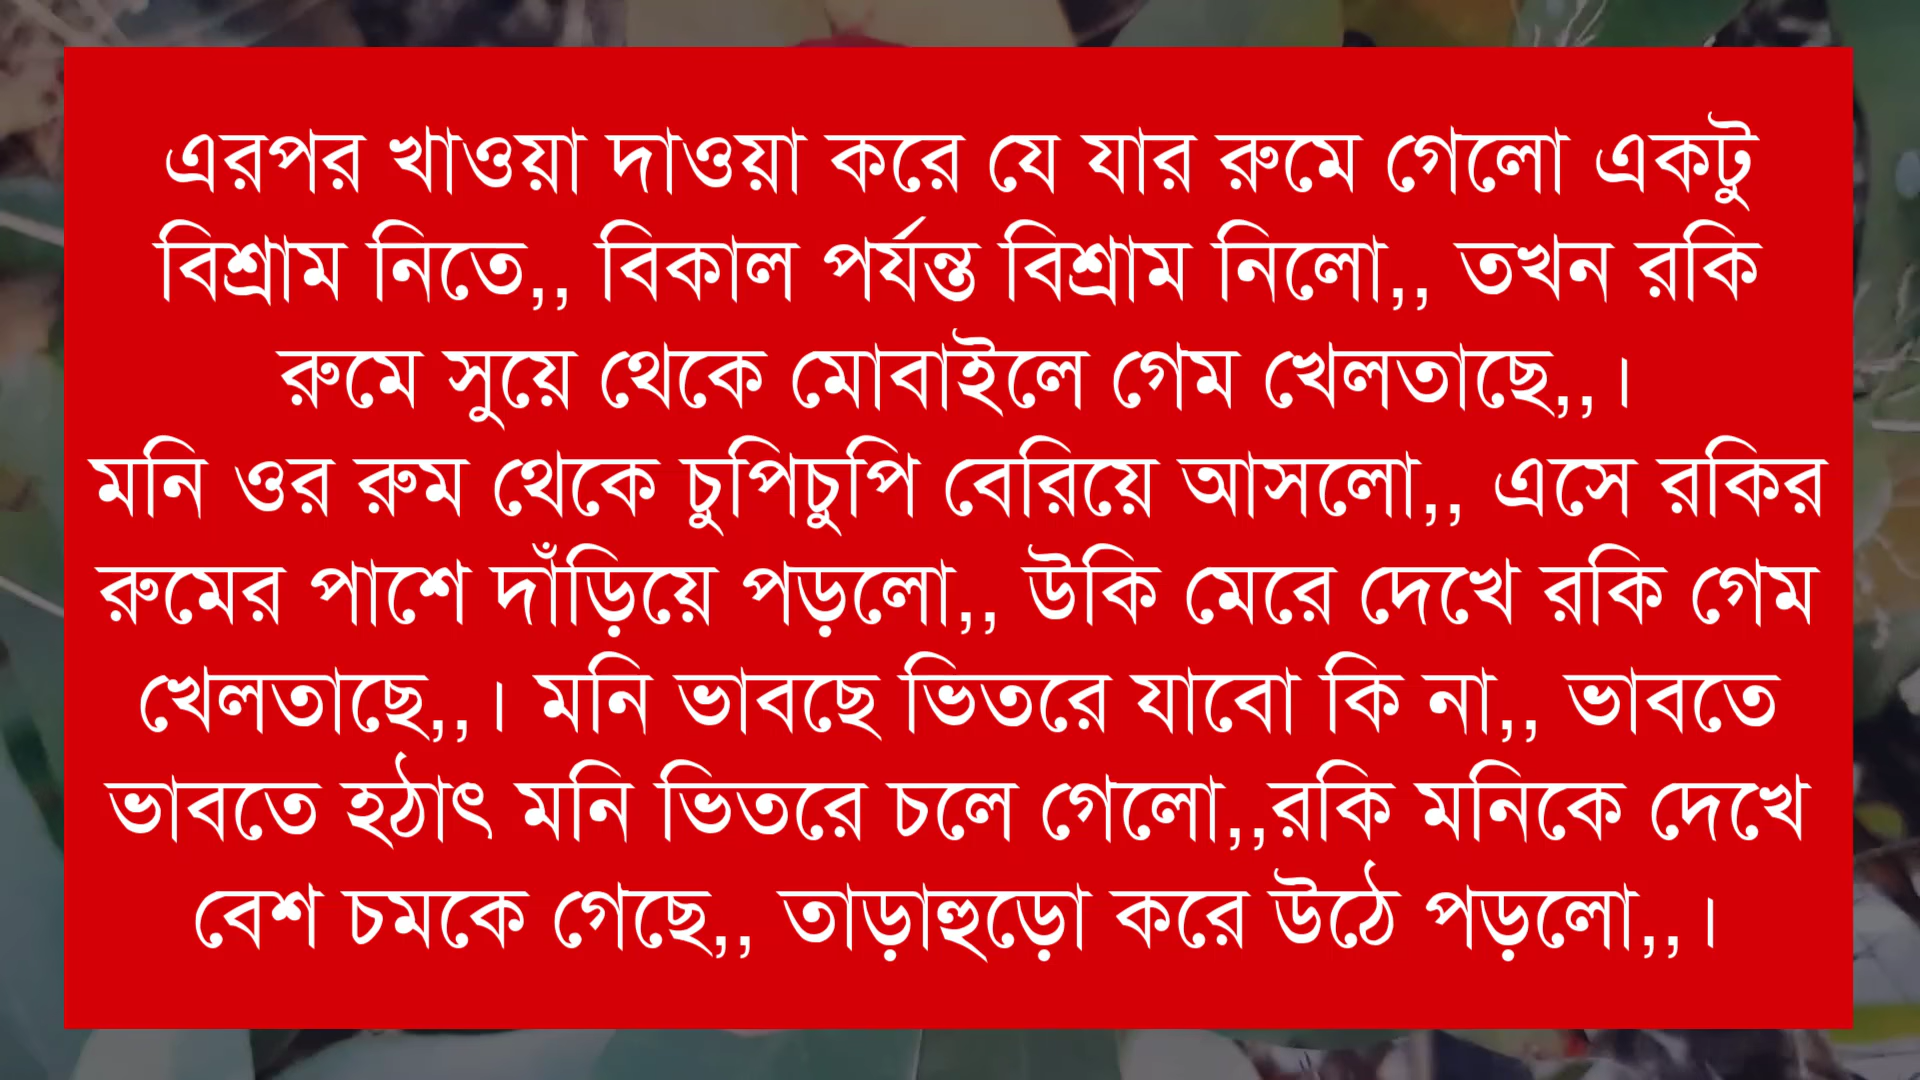 এরপর খাওয়া দাওয়া করে যে যার রুমে গেলো একটু
বিশ্রাম নিতে,, বিকাল পর্যন্ত বিশ্রাম নিলো,, তখন রকি
রুমে সুয়ে থেকে মোবাইলে গেম খেলতাছে,,।
মনি ওর রুম থেকে চুপিচুপি বেরিয়ে আসলো,, এসে রকির
রুমের পাশে দাঁড়িয়ে পড়লো,, উকি মেরে দেখে রকি গেম
খেলতাছে,,। মনি ভাবছে ভিতরে যাবো কি না,, ভাবতে
ভাবতে হঠাৎ মনি ভিতরে চলে গেলো,,রকি মনিকে দেখে
বেশ চমকে গেছে,, তাড়াহুড়ো করে উঠে পড়লো,,।